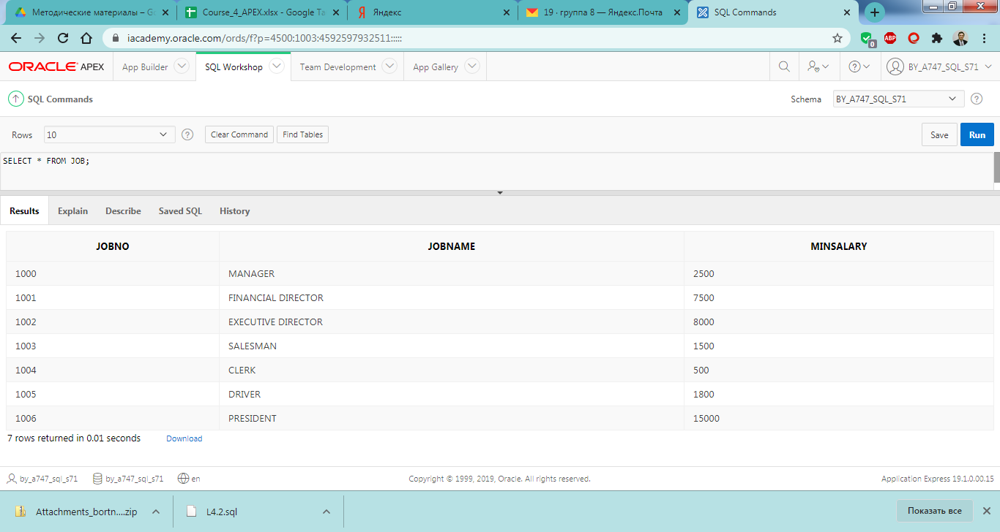 Методические материалы – Go
Course_4_APEX.xlsx - Google Та
Яндекс
19 · группа 8 — Яндекс.Почта
SQL Commands
iacademy.oracle.com/ords/f?p=4500:1003:4592597932511:::::
0
ABP
ORACLE APEX
App Builder
SQL Workshop
Team Development
App Gallery
BY_A747_SQL_S71
SQL Commands
Schema
BY_A747_SQL_S71
Rows
10
Clear Command
Find Tables
Save
Run
SELECT * FROM JOB;
Results
Explain
Describe
Saved SQL
History
JOBNO JOBNAME MINSALARY
1000 MANAGER 2500
1001 FINANCIAL DIRECTOR 7500
1002 EXECUTIVE DIRECTOR 8000
1003 SALESMAN 1500
1004 CLERK 500
1005 DRIVER 1800
1006 PRESIDENT 15000
7 rows returned in 0.01 seconds
Download
by_a747_sql_s71
by_a747_sql_s71
en
Copyright © 1999, 2019, Oracle. All rights reserved.
Application Express 19.1.0.00.15
Attachments_bortn....zip
L4.2.sql
Показать все